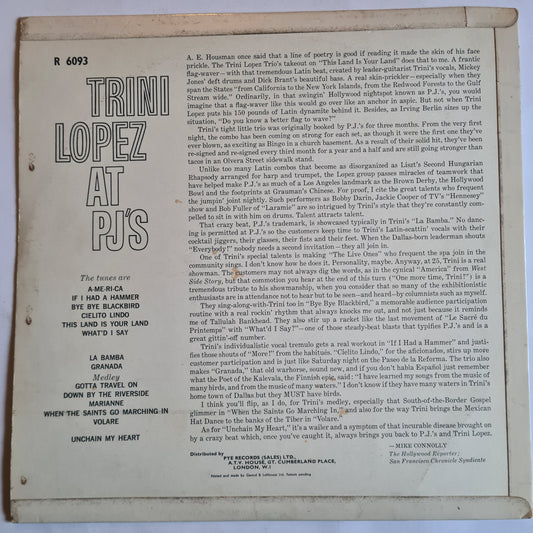 R 6093
TRINI
LOPEZ
AT
PJ'S
The tunes are
A-ME-RI-CA
IF I HAD A HAMMER
BYE BYE BLACKBIRD
CIELITO LINDO
THIS LAND IS YOUR LAND
WHAT'D I SAY
LA BAMBA
GRANADA
Medley
GOTTA TRAVEL ON
DOWN BY THE RIVERSIDE
MARIANNE
WHEN THE SAINTS GO MARCHING IN
VOLARE
UNCHAIN MY HEART
A. E. Housman once said that a line of poetry is good if reading it made the skin of his face
prickle. The Trini Lopez Trio's takeout on "This Land Is Your Land" does that to me. A frantic
flag-waver—with that tremendous Latin beat, created by leader-guitarist Trini's vocals, Mickey
Jones' deft drums and Dick Brant's beautiful bass. A real skin-prickler—especially when they
span the States "from California to the New York Islands, from the Redwood Forests to the Gulf
Stream wide." Ordinarily, in that swingin' Hollywood nightspot known as P.J.'s, you would
imagine that a flag-waver like this would go over like an anchor in aspic. But not when Trini
Lopez puts his 150 pounds of Latin dynamite behind it. Besides, as Irving Berlin sizes up the
situation, "Do you know a better flag to wave?"
Trini's tight little trio was originally booked by P.J.'s for three months. From the very first
night, the combo has been coming on strong for each set, as though it were the first one they've
ever blown, as exciting as Bingo in a church basement. As a result of their solid hit, they've been
re-signed and re-signed every third month for a year and a half and are still going stronger than
tacos in an Olvera Street sidewalk stand.
Unlike too many Latin combos that become as disorganized as Liszt's Second Hungarian
Rhapsody arranged for harp and trumpet, the Lopez group passes miracles of teamwork that
have helped make P.J.'s as much of a Los Angeles landmark as the Brown Derby, the Hollywood
Bowl and the footprints at Grauman's Chinese. For proof, I cite the great talents who frequent
the jumpin' joint nightly. Such performers as Bobby Darin, Jackie Cooper of TV's "Hennesey"
show and Bob Fuller of "Laramie" are so intrigued by Trini's style that they're constantly com-
pelled to sit in with him on drums. Talent attracts talent.
That crazy beat, P.J.'s trademark, is showcased typically in Trini's "La Bamba." No danc-
ing is permitted at P.J.'s so the customers keep time to Trini's Latin-scattin' vocals with their
cocktail jiggers, their glasses, their fists and their feet. When the Dallas-born leaderman shouts
"Everybody!" nobody needs a second invitation—they all join in.
One of Trini's special talents is making "The Live Ones" who frequent the spa join in the
community sings. I don't know how he does it. Personality, maybe. Anyway, at 25, Trini is a real
showman. The customers may not always dig the words, as in the cynical "America" from West
Side Story, but that commotion you hear at the end of this ("One more time, Trini!") is a
tremendous tribute to his showmanship, when you consider that so many of the exhibitionistic
enthusiasts are in attendance not to hear but to be seen—and heard—by columnists such as myself.
They sing-along-with-Trini too in "Bye Bye Blackbird," a memorable audience participation
routine with a real rockin' rhythm that always knocks me out, and not just because it reminds
me of Tallulah Bankhead. They also stir up a racket like the last movement of "Le Sacré du
Printemps" with "What'd I Say?"—one of those steady-beat blasts that typifies P.J.'s and is a
great gittin'-off number.
Trini's individualistic vocal tremulo gets a real workout in "If I Had a Hammer" and justi-
fies those shouts of "More!" from the habitués. "Cielito Lindo," for the aficionados, stirs up more
customer participation and is just like Saturday night on the Paseo de la Reforma. The trio also
makes "Granada," that old warhorse, sound new, and if you don't habla Español just remember
what the Poet of the Kalevala, the Finnish epic, said: "I have learned my songs from the music of
many birds, and from the music of many waters." I don't know if they have many waters in Trini's
home town of Dallas but they MUST have birds.
I think you'll flip, as I do, for Trini's medley, especially that South-of-the-Border Gospel
glimmer in "When the Saints Go Marching In," and also for the way Trini brings the Mexican
Hat Dance to the banks of the Tiber in "Volare."
As for "Unchain My Heart," it's a wailer and a symptom of that incurable disease brought on
by a crazy beat which, once you've caught it, always brings you back to P.J.'s and Trini Lopez.
—MIKE CONNOLLY
The Hollywood Reporter;
San Francisco Chronicle Syndicate
Distributed by
PYE RECORDS (SALES) LTD.,
A.T.V. HOUSE, GT. CUMBERLAND PLACE,
LONDON, W.1
Printed and made by Garrod & Lofthouse Ltd. Patents pending